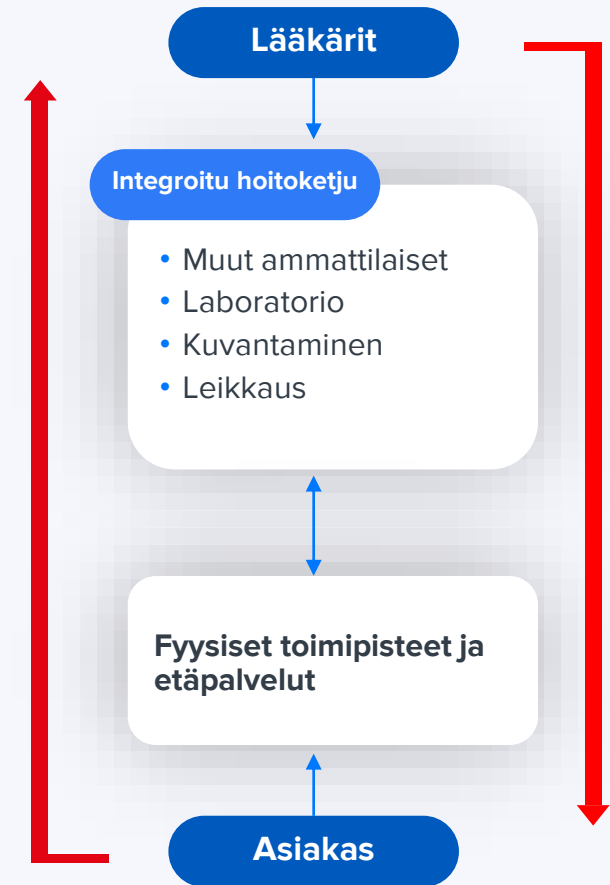 Lääkärit
Integroitu hoitoketju
• Muut ammattilaiset
• Laboratorio
• Kuvantaminen
• Leikkaus
Fyysiset toimipisteet ja
etäpalvelut
Asiakas